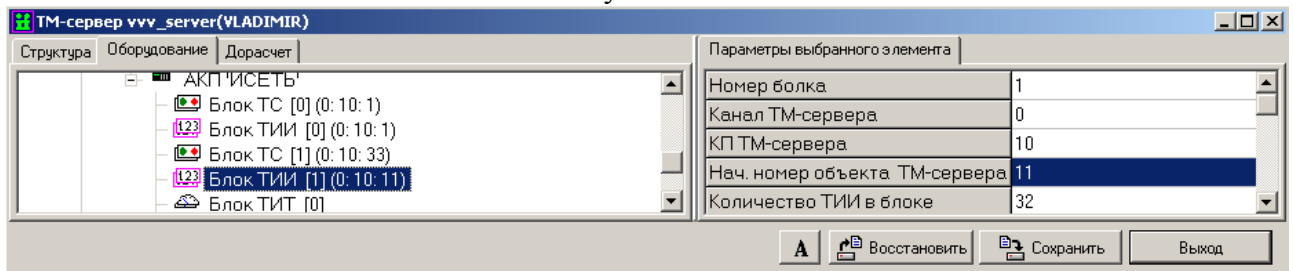 ТМ-сервер vvv_server(VLADIMIR)
Структура Оборудование Дорасчет
Параметры выбранного элемента
АКП 'ИСЕТЬ'
Блок ТС [0] (0: 10: 1)
Блок ТИИ [0] (0: 10: 1)
Блок ТС [1] (0: 10: 33)
Блок ТИИ [1] (0: 10: 11)
Блок ТИТ [0]
Номер болка 1
Канал ТМ-сервера 0
КП ТМ-сервера 10
Нач. номер объекта ТМ-сервера 11
Количество ТИИ в блоке 32
A Восстановить Сохранить Выход